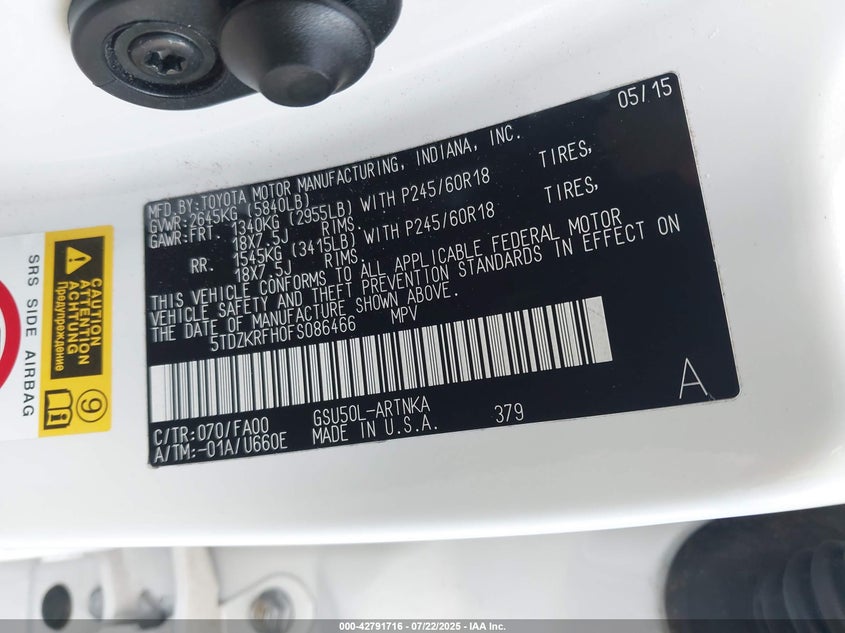 05/15
MFD.BY:TOYOTA MOTOR MANUFACTURING, INDIANA, INC.
GVWR:2645KG (5840LB)
GAWR:FRT. 1340KG (2955LB) WITH P245/60R18 TIRES,
18X7.5J RIMS.
RR. 1545KG (3415LB) WITH P245/60R18 TIRES,
18X7.5J RIMS.
THIS VEHICLE CONFORMS TO ALL APPLICABLE FEDERAL MOTOR
VEHICLE SAFETY AND THEFT PREVENTION STANDARDS IN EFFECT ON
THE DATE OF MANUFACTURE SHOWN ABOVE.
5TDZKRFH0FS086466 MPV
C/TR:070/FA00 GSU50L-ARTNKA 379
A/TM:-01A/U660E MADE IN U.S.A.
A
CAUTION
ATTENTION
ACHTUNG
Предупреждение
9
SRS SIDE AIRBAG
000-42791716 - 07/22/2025 - IAA Inc.